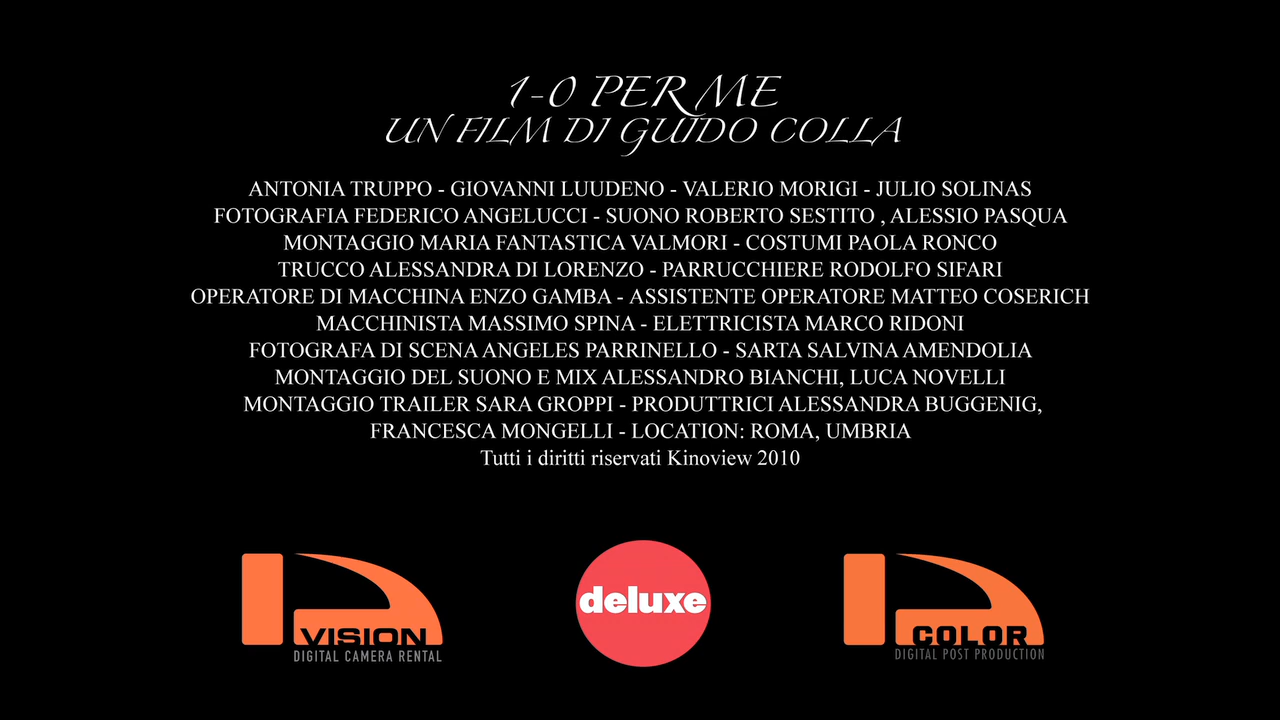 1-0 PER ME
UN FILM DI GUIDO COLLA
ANTONIA TRUPPO - GIOVANNI LUUDENO - VALERIO MORIGI - JULIO SOLINAS
FOTOGRAFIA FEDERICO ANGELUCCI - SUONO ROBERTO SESTITO , ALESSIO PASQUA
MONTAGGIO MARIA FANTASTICA VALMORI - COSTUMI PAOLA RONCO
TRUCCO ALESSANDRA DI LORENZO - PARRUCCHIERE RODOLFO SIFARI
OPERATORE DI MACCHINA ENZO GAMBA - ASSISTENTE OPERATORE MATTEO COSERICH
MACCHINISTA MASSIMO SPINA - ELETTRICISTA MARCO RIDONI
FOTOGRAFA DI SCENA ANGELES PARRINELLO - SARTA SALVINA AMENDOLIA
MONTAGGIO DEL SUONO E MIX ALESSANDRO BIANCHI, LUCA NOVELLI
MONTAGGIO TRAILER SARA GROPPI - PRODUTTRICI ALESSANDRA BUGGENIG,
FRANCESCA MONGELLI - LOCATION: ROMA, UMBRIA
Tutti i diritti riservati Kinoview 2010
VISION
DIGITAL CAMERA RENTAL
deluxe
COLOR
DIGITAL POST PRODUCTION